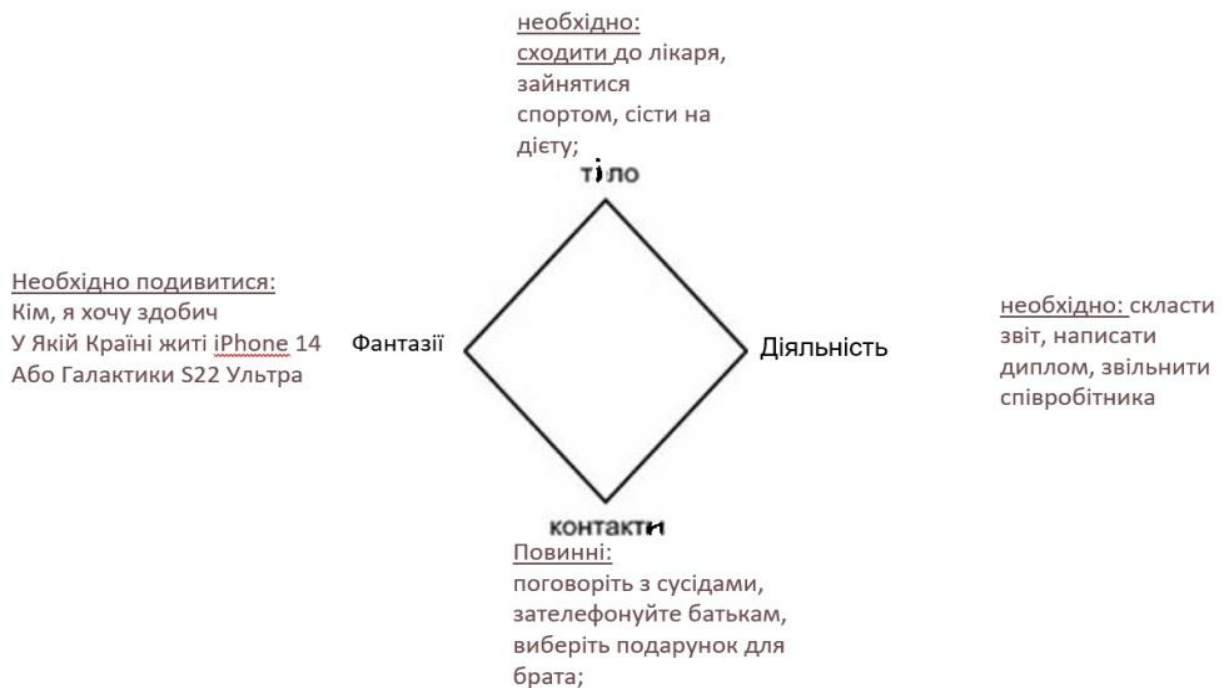 необхідно:
сходити до лікаря,
зайнятися
спортом, сісти на
дієту;
тіло
Необхідно подивитися:
Кім, я хочу здобич
У Якій Країні житі iPhone 14
Або Галактики S22 Ультра
Фантазії
Діяльність
необхідно: скласти
звіт, написати
диплом, звільнити
співробітника
контакти
Повинні:
поговоріть з сусідами,
зателефонуйте батькам,
виберіть подарунок для
брата;